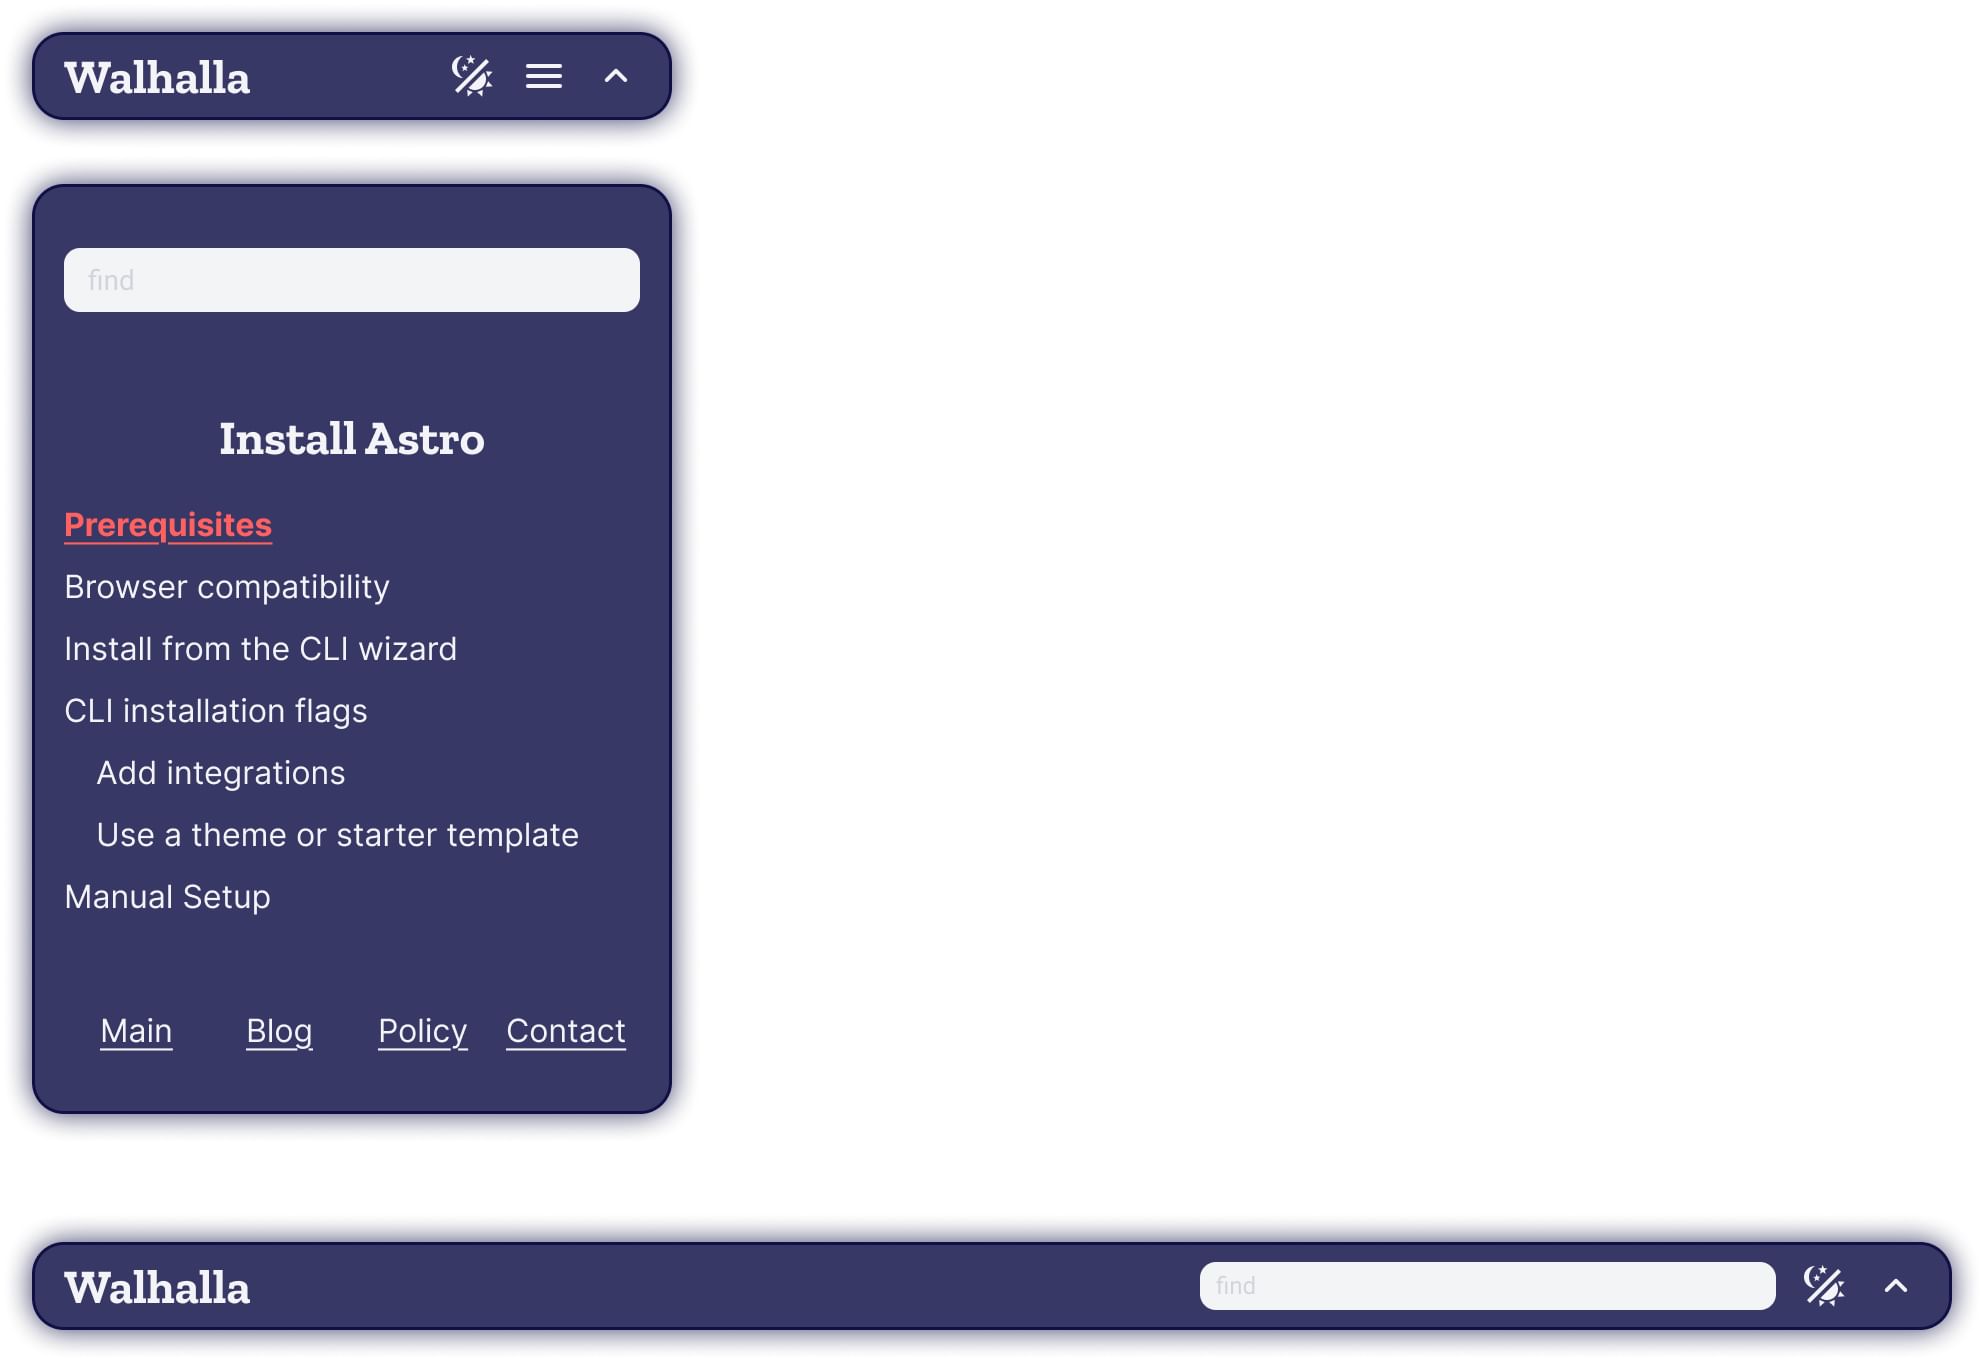 Walhalla
find
Install Astro
Prerequisites
Browser compatibility
Install from the CLI wizard
CLI installation flags
Add integrations
Use a theme or starter template
Manual Setup
Main Blog Policy Contact
Walhalla find